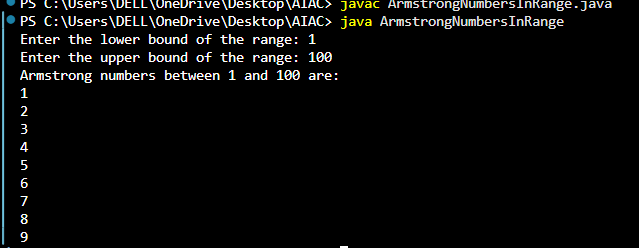 PS C:\Users\DELL\OneDrive\Desktop\AIAC> javac ArmstrongNumbersInRange.java
PS C:\Users\DELL\OneDrive\Desktop\AIAC> java ArmstrongNumbersInRange
Enter the lower bound of the range: 1
Enter the upper bound of the range: 100
Armstrong numbers between 1 and 100 are:
1
2
3
4
5
6
7
8
9